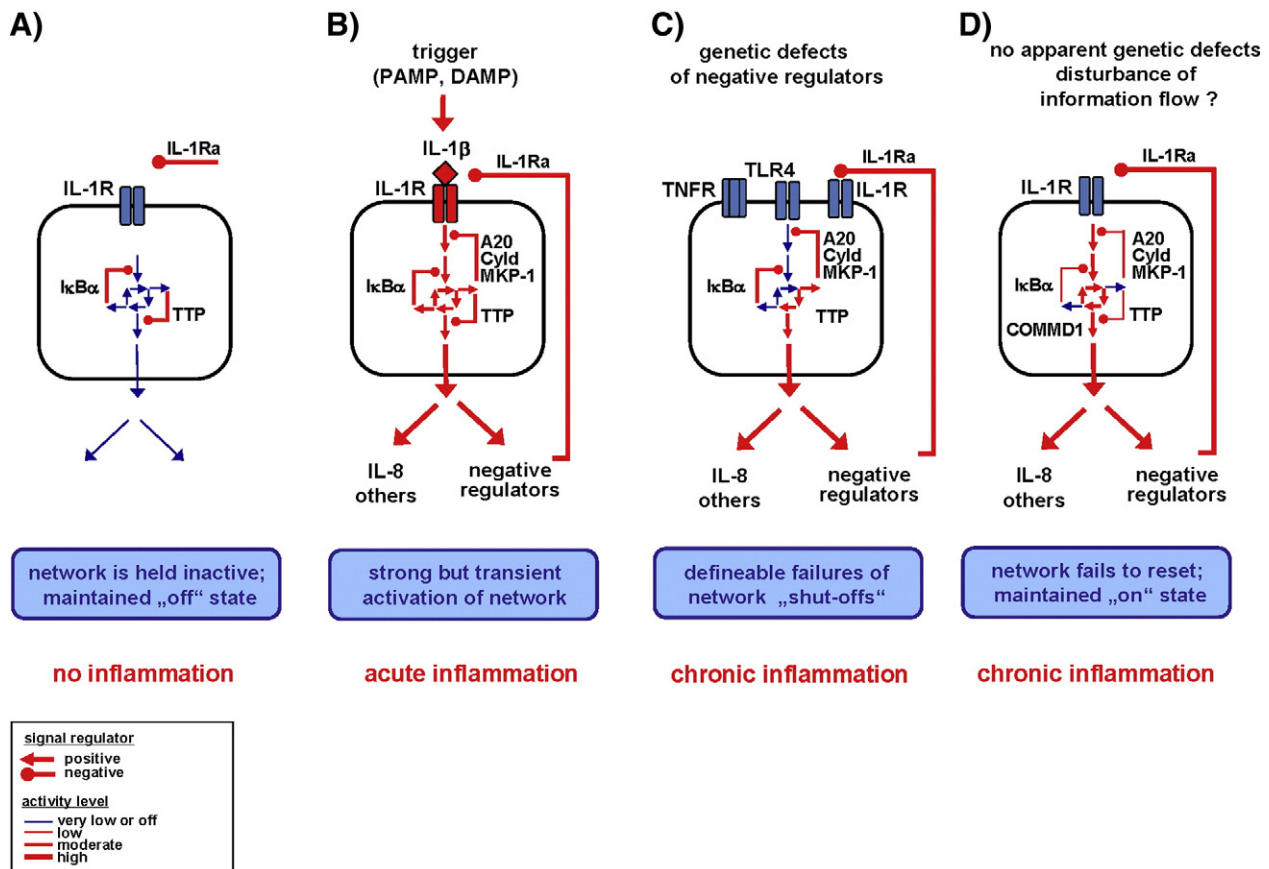 A)
IL-1Ra
IL-1R
IκBα
TTP
network is held inactive;
maintained „off“ state
no inflammation
B)
trigger
(PAMP, DAMP)
IL-1β
IL-1Ra
IL-1R
A20
Cyld
MKP-1
IκBα
TTP
IL-8
others
negative
regulators
strong but transient
activation of network
acute inflammation
C)
genetic defects
of negative regulators
IL-1Ra
TLR4
TNFR
IL-1R
A20
Cyld
MKP-1
IκBα
TTP
IL-8
others
negative
regulators
defineable failures of
network „shut-offs“
chronic inflammation
D)
no apparent genetic defects
disturbance of
information flow ?
IL-1Ra
IL-1R
A20
Cyld
MKP-1
IκBα
TTP
COMMD1
IL-8
others
negative
regulators
network fails to reset;
maintained „on“ state
chronic inflammation
signal regulator
positive
negative
activity level
very low or off
low
moderate
high